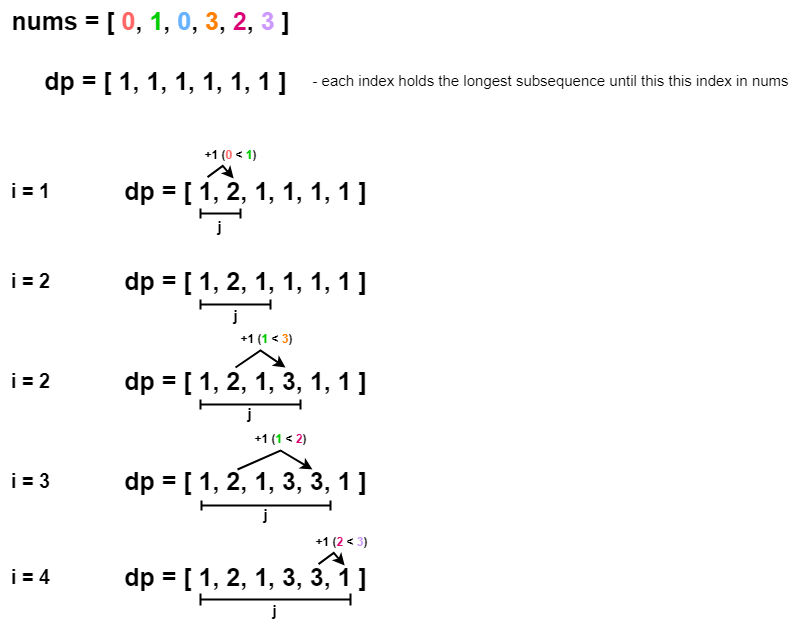 nums = [ 0, 1, 0, 3, 2, 3 ]
dp = [ 1, 1, 1, 1, 1, 1 ] - each index holds the longest subsequence until this this index in nums
+1 (0 < 1)
i = 1 dp = [ 1, 2, 1, 1, 1, 1 ]
j
i = 2 dp = [ 1, 2, 1, 1, 1, 1 ]
j
+1 (1 < 3)
i = 2 dp = [ 1, 2, 1, 3, 1, 1 ]
j
+1 (1 < 2)
i = 3 dp = [ 1, 2, 1, 3, 3, 1 ]
j
+1 (2 < 3)
i = 4 dp = [ 1, 2, 1, 3, 3, 1 ]
j